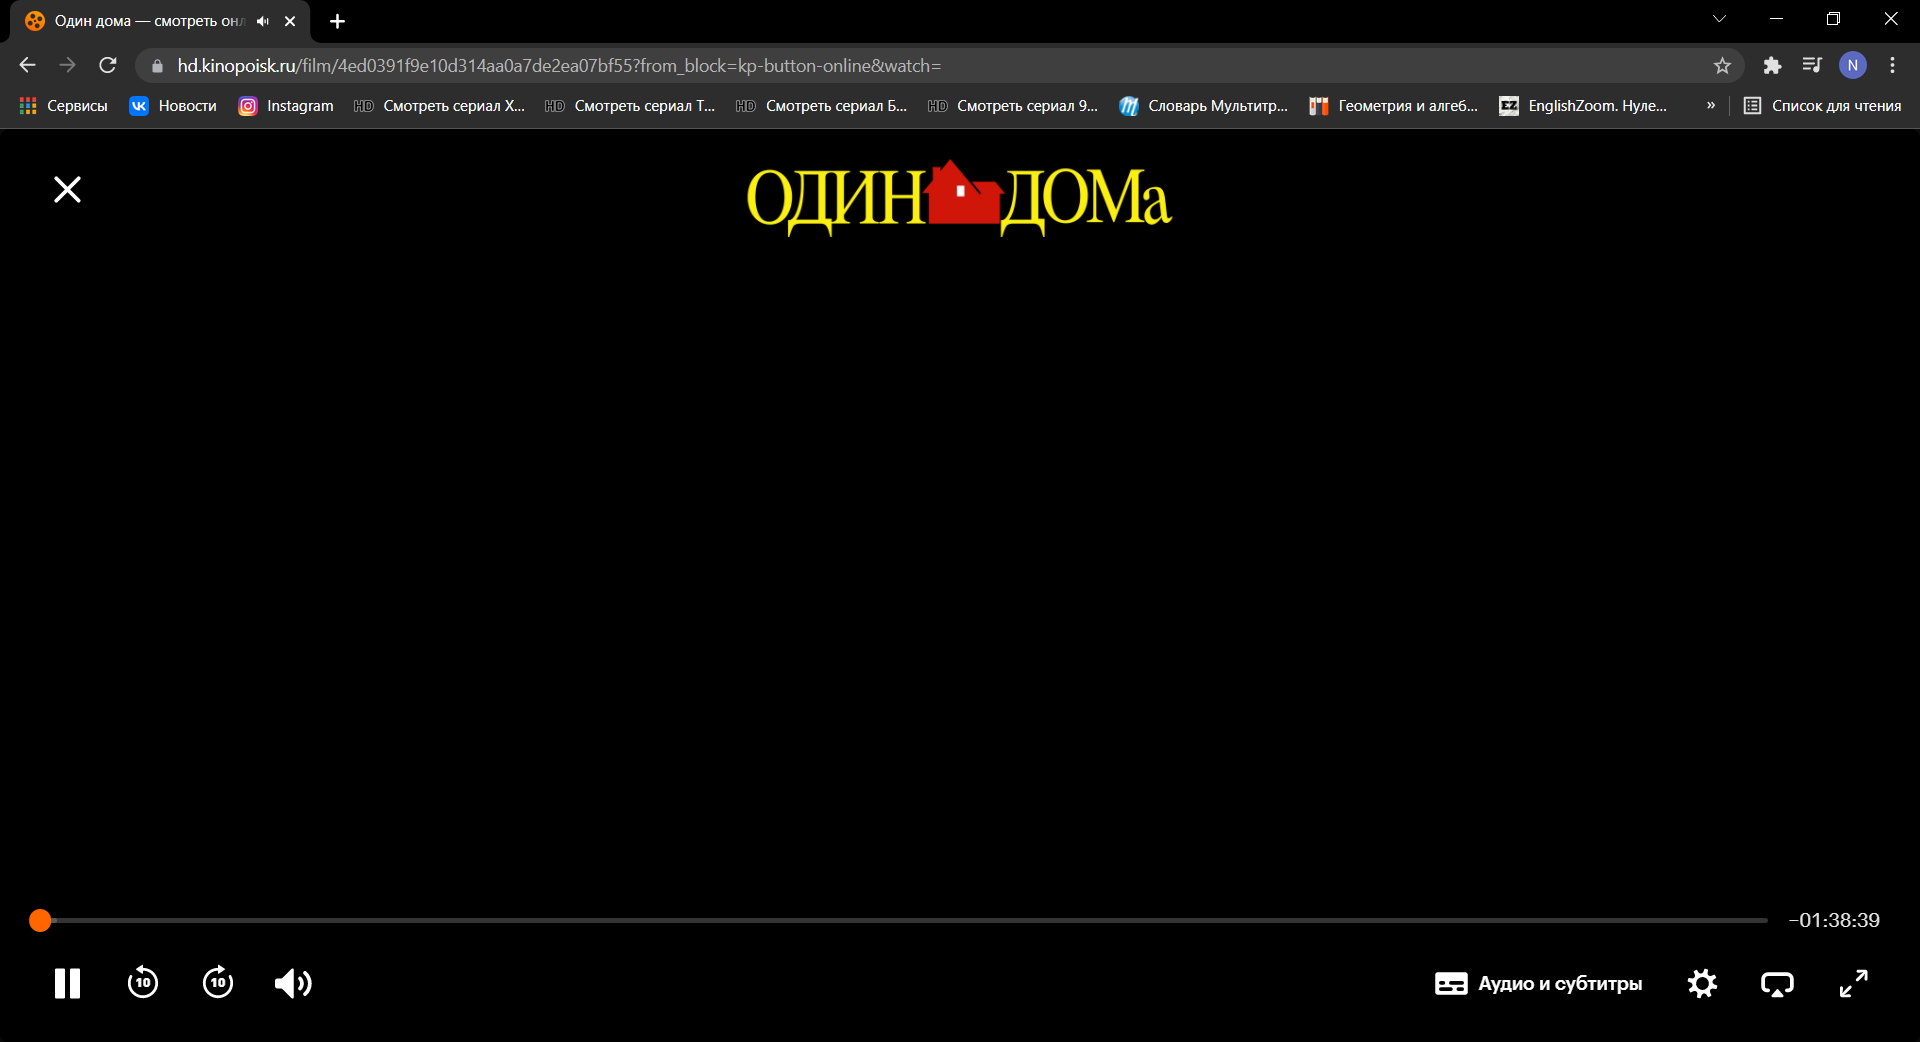 Один дома — смотреть онл
hd.kinopoisk.ru/film/4ed0391f9e10d314aa0a7de2ea07bf55?from_block=kp-button-online&watch=
N
Сервисы Новости Instagram HD Смотреть сериал Х... HD Смотреть сериал Т... HD Смотреть сериал Б... HD Смотреть сериал 9... Словарь Мультитр... Геометрия и алгеб... EZ EnglishZoom. Нуле... » Список для чтения
ОДИН ДОМа
-01:38:39
10 10 Аудио и субтитры